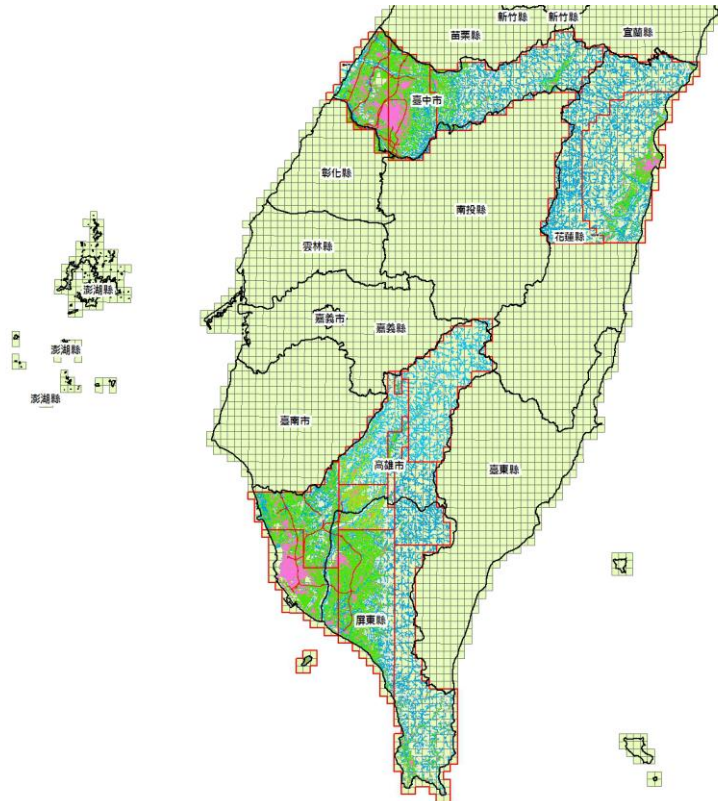 新竹縣
新竹縣
苗栗縣
宜蘭縣
臺中市
彰化縣
南投縣
花蓮縣
雲林縣
澎湖縣
嘉義市
嘉義縣
澎湖縣
澎湖縣
臺南市
高雄市
臺東縣
屏東縣